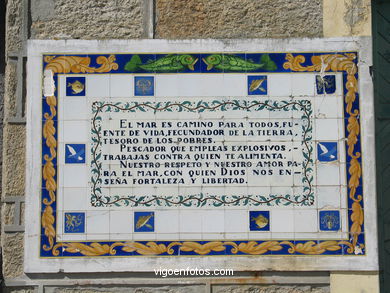 EL MAR ES CAMINO PARA TODOS, FU-
ENTE DE VIDA, FECUNDADOR DE LA TIERRA,
TESORO DE LOS POBRES.
PESCADOR QUE EMPLEAS EXPLOSIVOS,
TRABAJAS CONTRA QUIEN TE ALIMENTA.
NUESTRO RESPETO Y NUESTRO AMOR PA-
RA EL MAR, CON QUIEN DIOS NOS EN-
SEÑA FORTALEZA Y LIBERTAD.
www.vigoenfotos.com